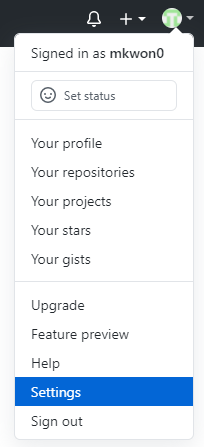 Signed in as mkwon0
Set status
Your profile
Your repositories
Your projects
Your stars
Your gists
Upgrade
Feature preview
Help
Settings
Sign out